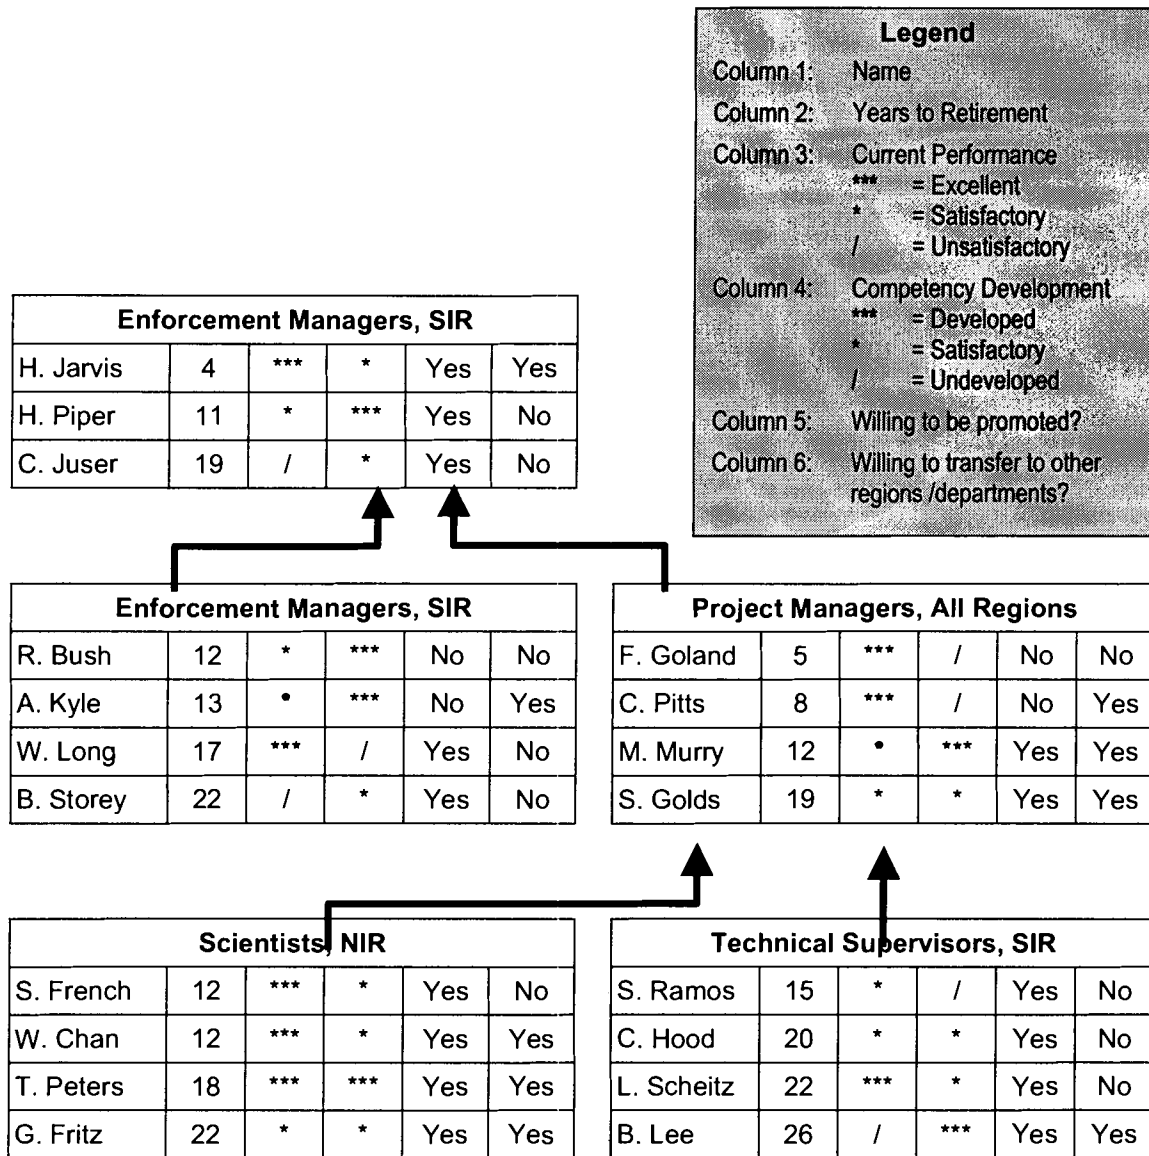 Legend
Column 1: Name
Column 2: Years to Retirement
Column 3: Current Performance
*** = Excellent
* = Satisfactory
/ = Unsatisfactory
Column 4: Competency Development
*** = Developed
* = Satisfactory
/ = Undeveloped
Column 5: Willing to be promoted?
Column 6: Willing to transfer to other
regions /departments?
Enforcement Managers, SIR
H. Jarvis 4 *** * Yes Yes
H. Piper 11 * *** Yes No
C. Juser 19 / * Yes No
Enforcement Managers, SIR
R. Bush 12 * *** No No
A. Kyle 13 • *** No Yes
W. Long 17 *** / Yes No
B. Storey 22 / * Yes No
Project Managers, All Regions
F. Goland 5 *** / No No
C. Pitts 8 *** / No Yes
M. Murry 12 • *** Yes Yes
S. Golds 19 * * Yes Yes
Scientists, NIR
S. French 12 *** * Yes No
W. Chan 12 *** * Yes Yes
T. Peters 18 *** *** Yes Yes
G. Fritz 22 * * Yes Yes
Technical Supervisors, SIR
S. Ramos 15 * / Yes No
C. Hood 20 * * Yes No
L. Scheitz 22 *** * Yes No
B. Lee 26 / *** Yes Yes